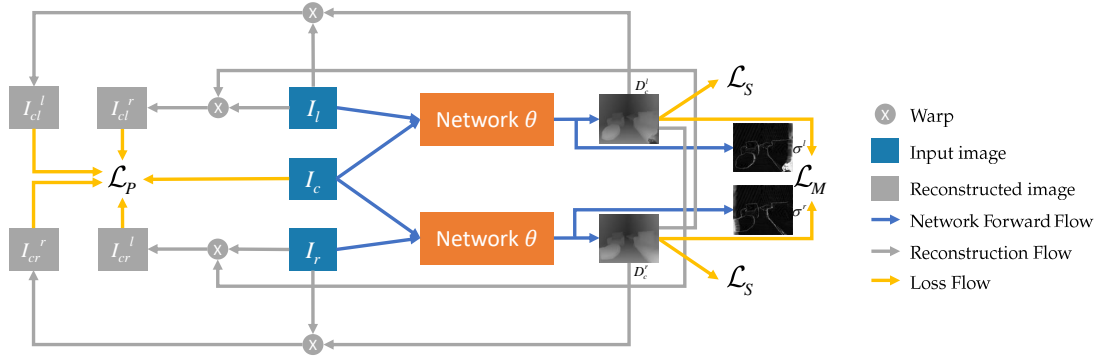 X
D_c^l
ℒ_S
I_cl^l
I_cl^r
X
I_l
Network θ
X
Warp
σ^l
Input image
ℒ_P
I_c
ℒ_M
Reconstructed image
σ^r
Network Forward Flow
I_cr^r
I_cr^l
X
I_r
Network θ
Reconstruction Flow
D_c^r
ℒ_S
Loss Flow
X